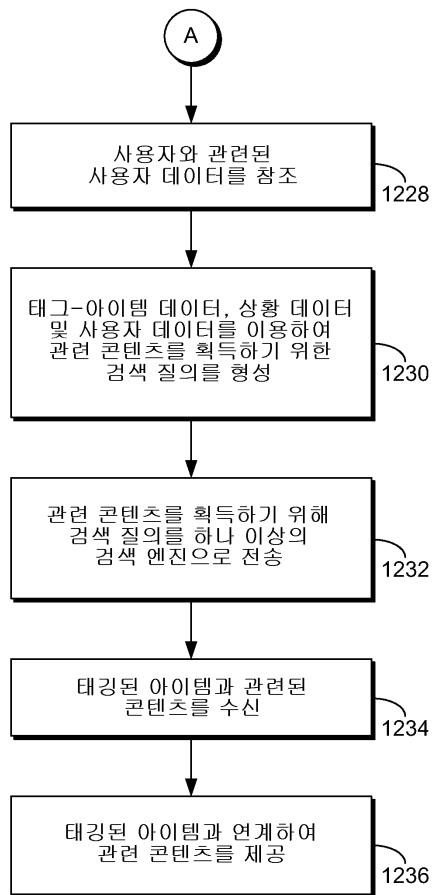 A
사용자와 관련된
사용자 데이터를 참조
1228
태그-아이템 데이터, 상황 데이터
및 사용자 데이터를 이용하여
관련 콘텐츠를 획득하기 위한
검색 질의를 형성
1230
관련 콘텐츠를 획득하기 위해
검색 질의를 하나 이상의
검색 엔진으로 전송
1232
태깅된 아이템과 관련된
콘텐츠를 수신
1234
태깅된 아이템과 연계하여
관련 콘텐츠를 제공
1236